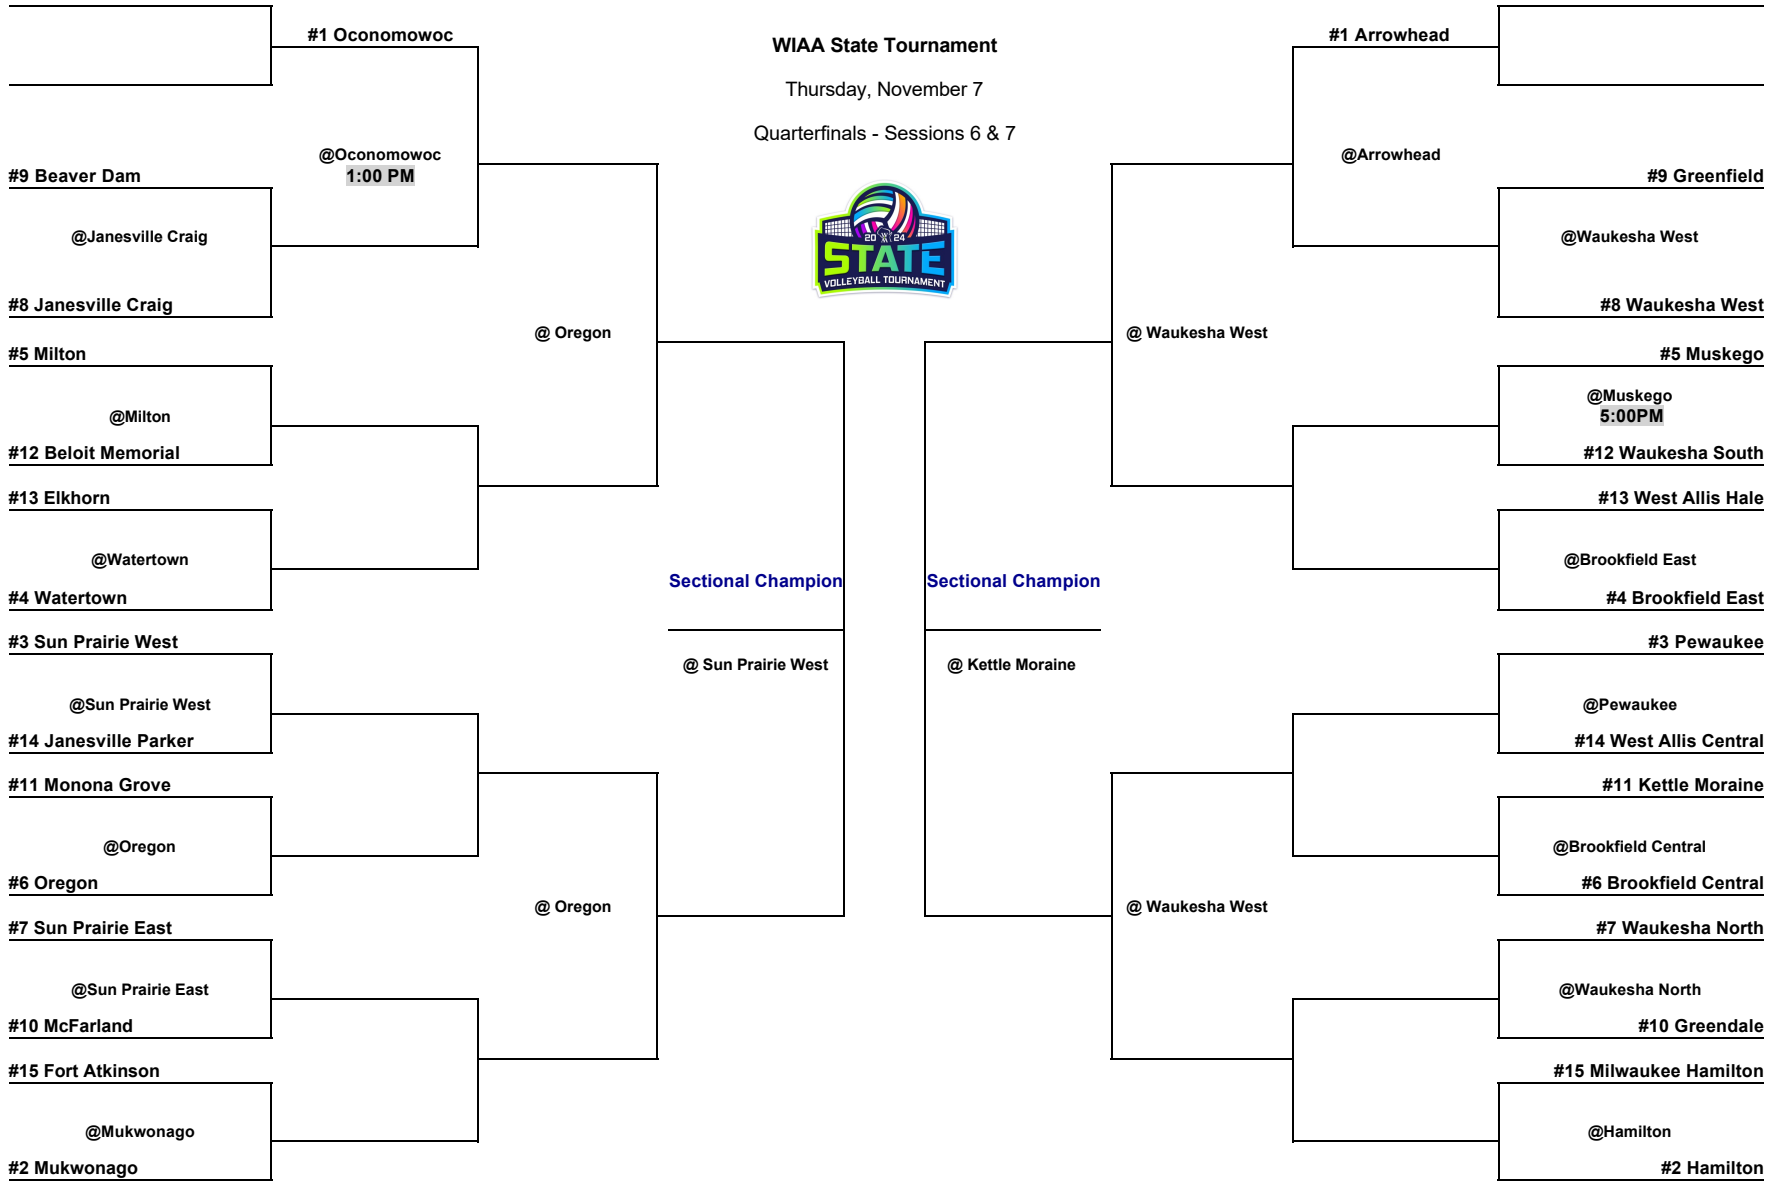 #1 Oconomowoc
WIAA State Tournament
Thursday, November 7
Quarterfinals - Sessions 6 & 7
20 24
STATE
VOLLEYBALL TOURNAMENT
#1 Arrowhead
@Oconomowoc
1:00 PM
@Arrowhead
#9 Beaver Dam
@Janesville Craig
#8 Janesville Craig
#5 Milton
@Milton
#12 Beloit Memorial
#13 Elkhorn
@Watertown
#4 Watertown
#3 Sun Prairie West
@Sun Prairie West
#14 Janesville Parker
#11 Monona Grove
@Oregon
#6 Oregon
#7 Sun Prairie East
@Sun Prairie East
#10 McFarland
#15 Fort Atkinson
@Mukwonago
#2 Mukwonago
@ Oregon
@ Oregon
Sectional Champion
@ Sun Prairie West
Sectional Champion
@ Kettle Moraine
@ Waukesha West
@ Waukesha West
#9 Greenfield
@Waukesha West
#8 Waukesha West
#5 Muskego
@Muskego
5:00PM
#12 Waukesha South
#13 West Allis Hale
@Brookfield East
#4 Brookfield East
#3 Pewaukee
@Pewaukee
#14 West Allis Central
#11 Kettle Moraine
@Brookfield Central
#6 Brookfield Central
#7 Waukesha North
@Waukesha North
#10 Greendale
#15 Milwaukee Hamilton
@Hamilton
#2 Hamilton